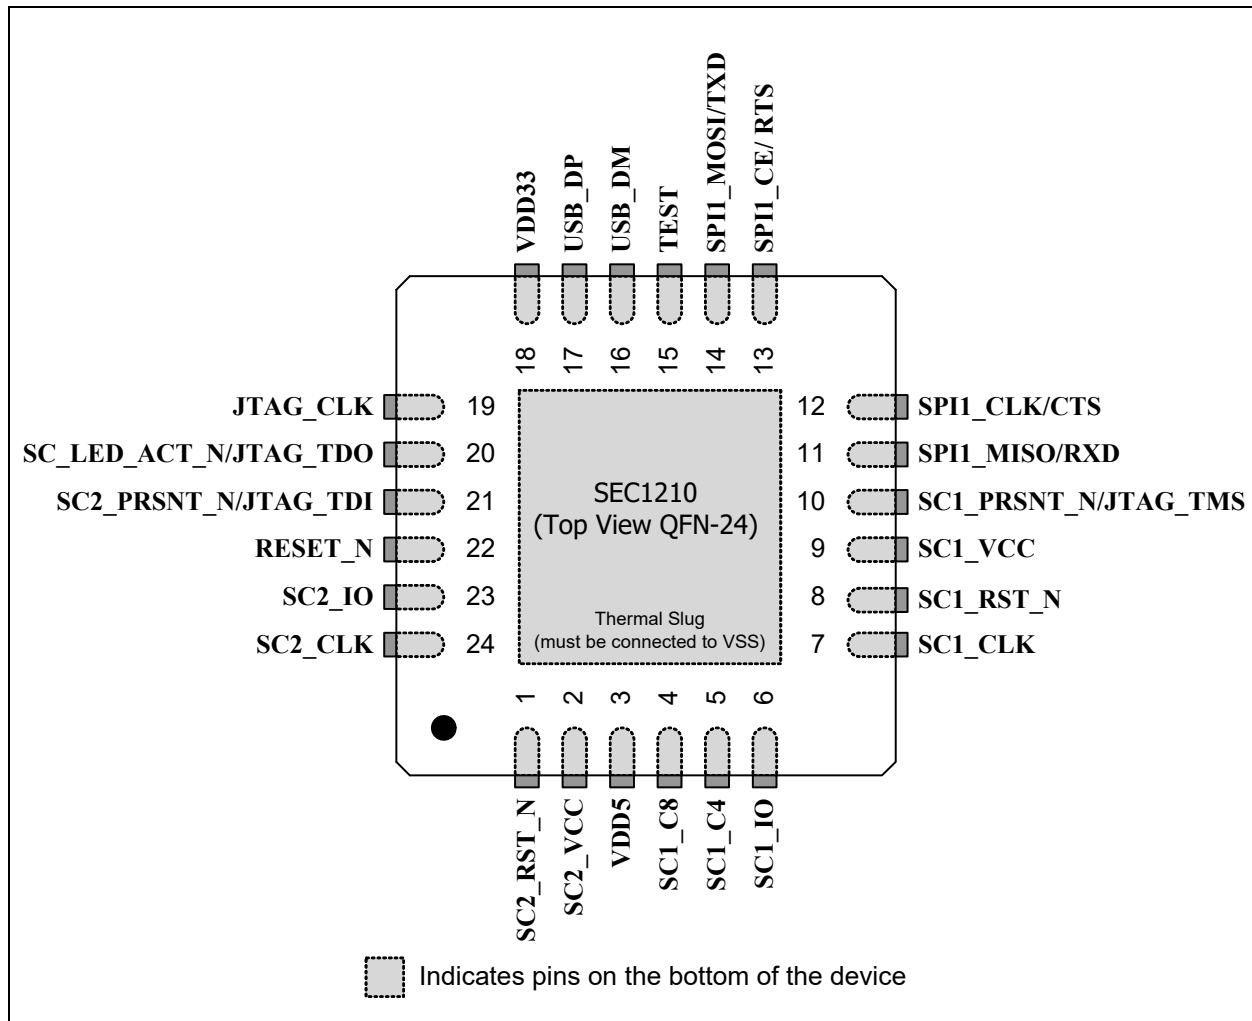 VDD33
USB_DP
USB_DM
TEST
SPI1_MOSI/TXD
SPI1_CE/ RTS
18
17
16
15
14
13
JTAG_CLK 19
SC_LED_ACT_N/JTAG_TDO 20
SC2_PRSNT_N/JTAG_TDI 21
RESET_N 22
SC2_IO 23
SC2_CLK 24
SEC1210
(Top View QFN-24)
Thermal Slug
(must be connected to VSS)
12 SPI1_CLK/CTS
11 SPI1_MISO/RXD
10 SC1_PRSNT_N/JTAG_TMS
9 SC1_VCC
8 SC1_RST_N
7 SC1_CLK
1
2
3
4
5
6
SC2_RST_N
SC2_VCC
VDD5
SC1_C8
SC1_C4
SC1_IO
Indicates pins on the bottom of the device